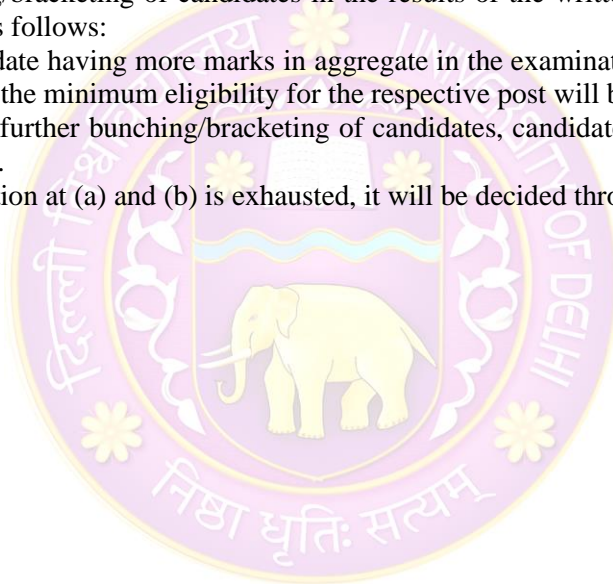 /bracketing of candidates in the results of the writt
s follows:
date having more marks in aggregate in the examinat
the minimum eligibility for the respective post will b
further bunching/bracketing of candidates, candidate
.
tion at (a) and (b) is exhausted, it will be decided thro
दिल्ली विश्वविद्यालय
UNIVERSITY OF DELHI
निष्ठा धृतिः सत्यम्